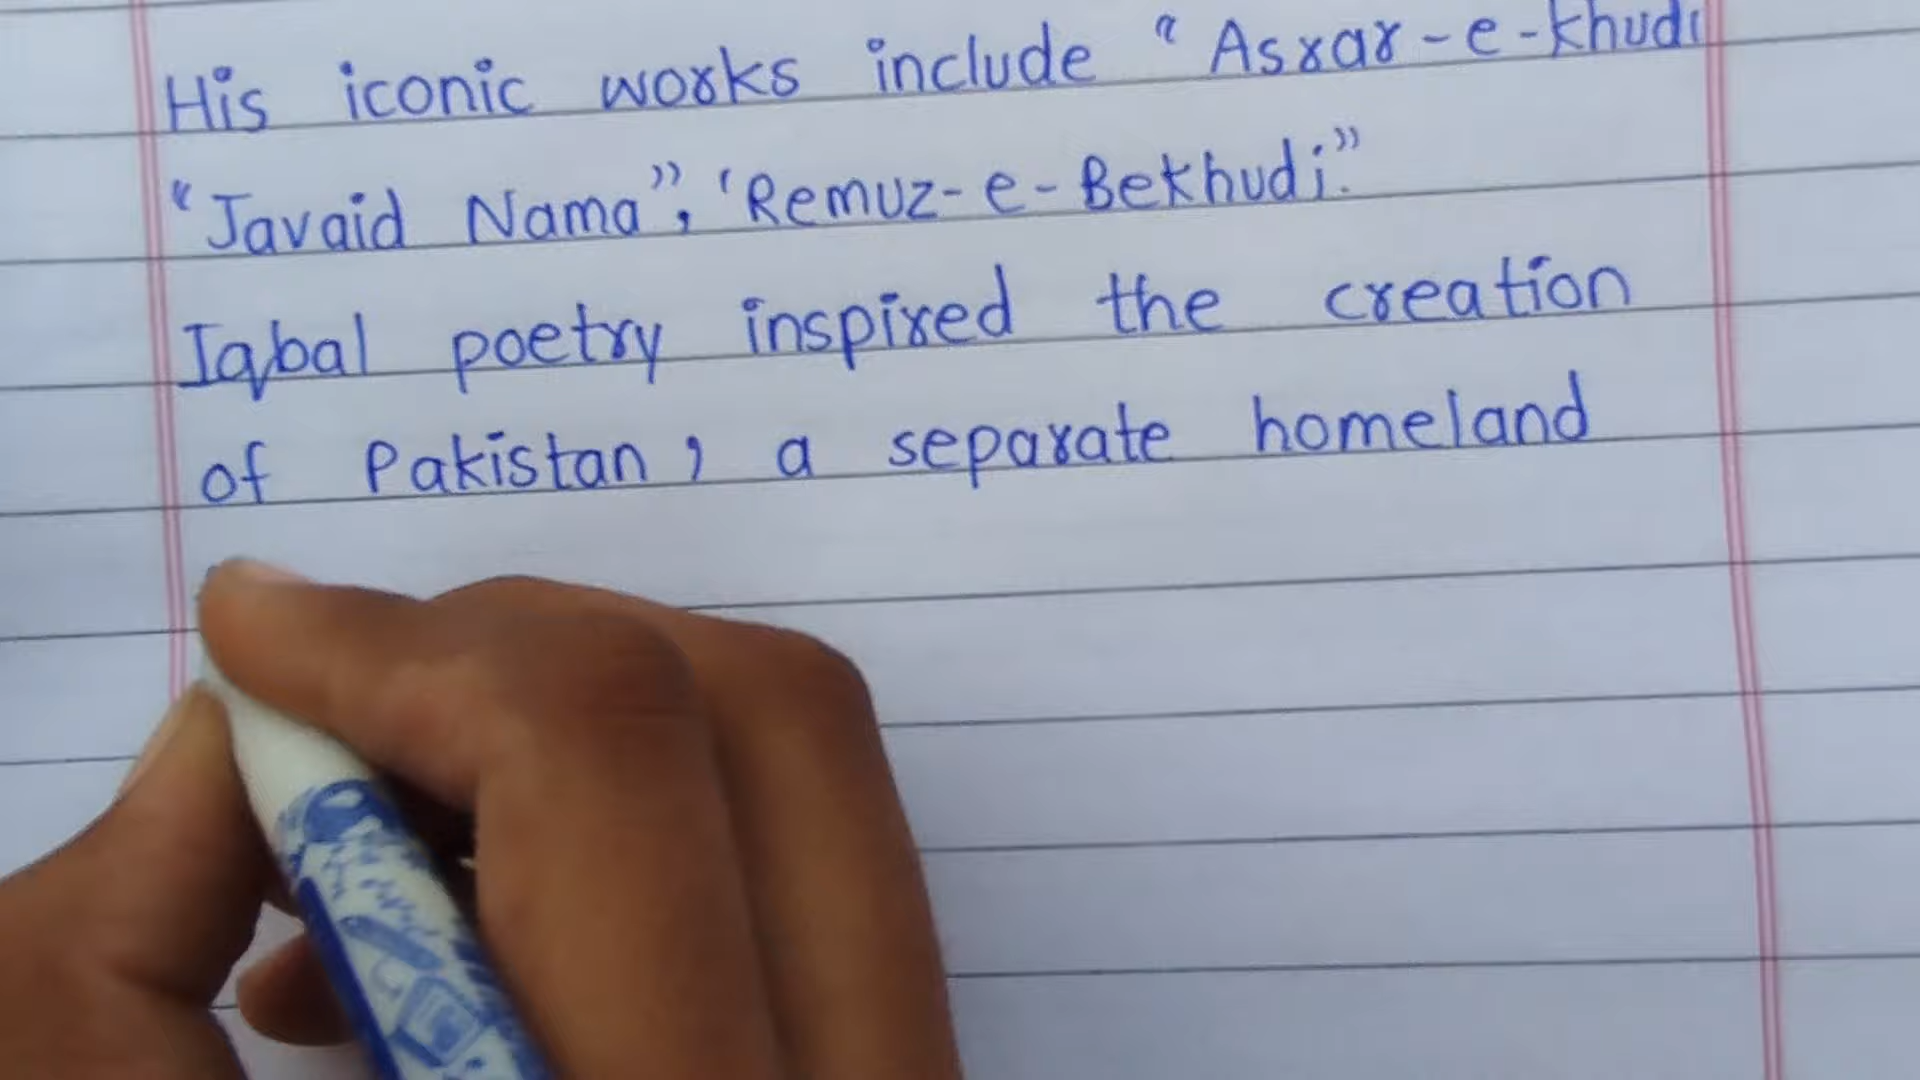 His iconic works include “Asrar-e-khudi
“Javaid Nama”, ‘Remuz-e-Bekhudi.”
Iqbal poetry inspired the creation
of Pakistan, a separate homeland